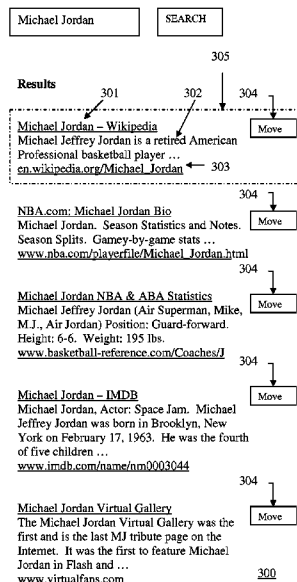 Michael Jordan SEARCH
305
Results 301 302 304
Michael Jordan – Wikipedia Move
Michael Jeffrey Jordan is a retired American
Professional basketball player ...
en.wikipedia.org/Michael_Jordan 303
304
NBA.com: Michael Jordan Bio Move
Michael Jordan. Season Statistics and Notes.
Season Splits. Gamey-by-game stats ...
www.nba.com/playerfile/Michael_Jordan.html
304
Michael Jordan NBA & ABA Statistics Move
Michael Jeffrey Jordan (Air Superman, Mike,
M.J., Air Jordan) Position: Guard-forward.
Height: 6-6. Weight: 195 lbs.
www.basketball-reference.com/Coaches/J
304
Michael Jordan – IMDB Move
Michael Jordan, Actor: Space Jam. Michael
Jeffrey Jordan was born in Brooklyn, New
York on February 17, 1963. He was the fourth
of five children ...
www.imdb.com/name/nm0003044
304
Michael Jordan Virtual Gallery Move
The Michael Jordan Virtual Gallery was the
first and is the last MJ tribute page on the
Internet. It was the first to feature Michael
Jordan in Flash and ...
www.virtualfans.com 300